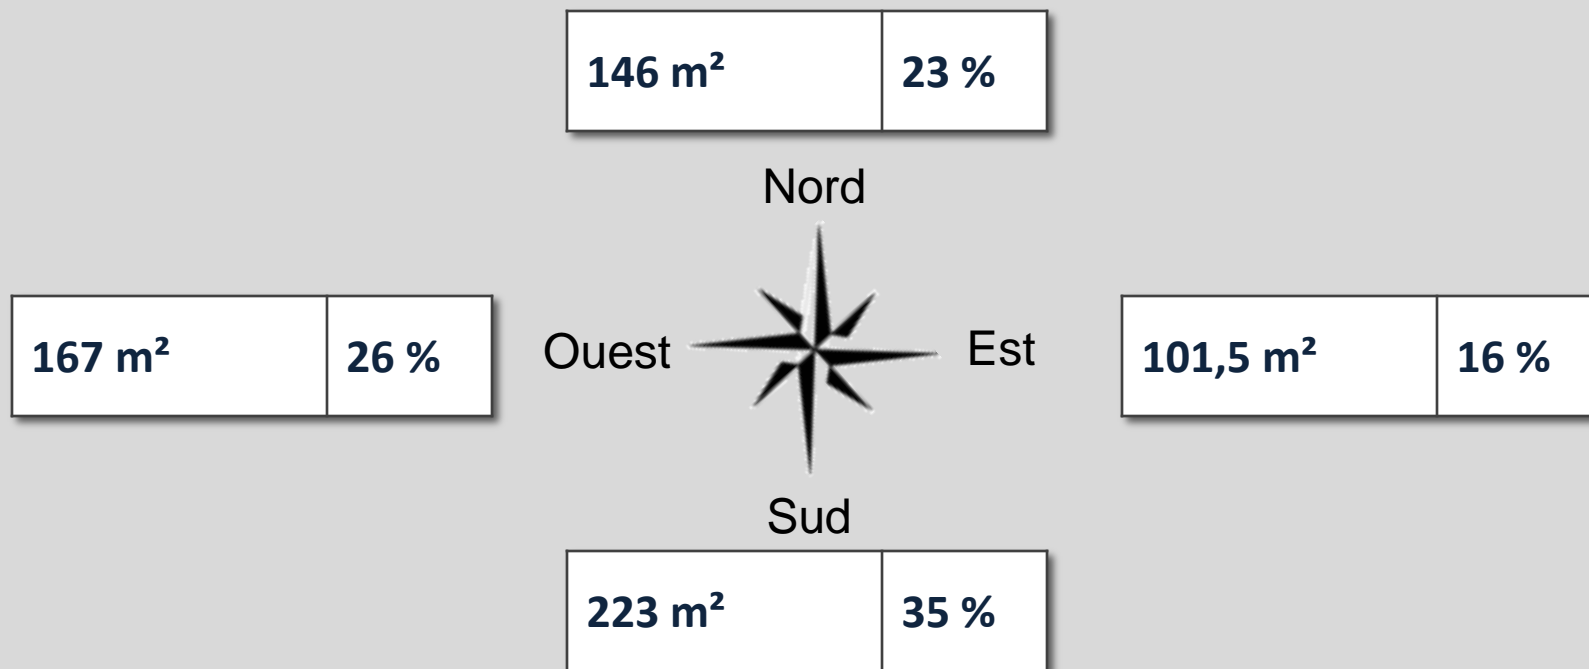 146 m² 23 %
Nord
167 m² 26 %
Ouest
Est
101,5 m² 16 %
Sud
223 m² 35 %